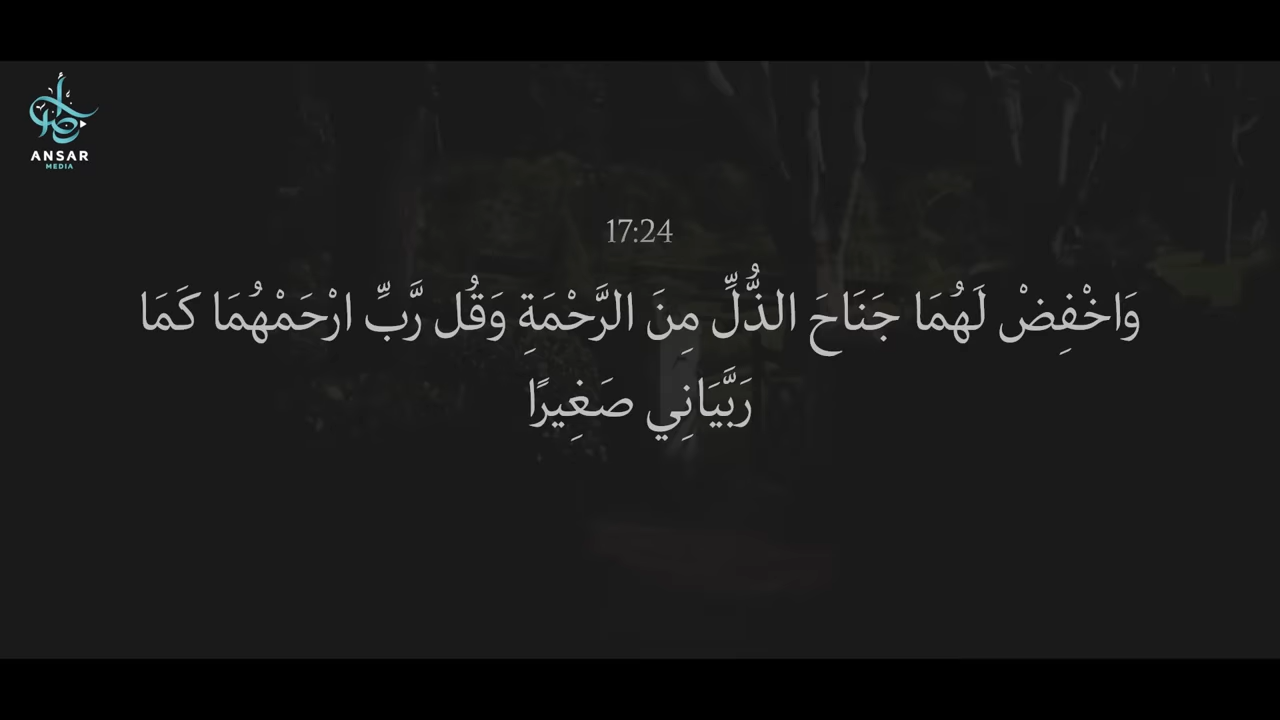 ANSAR
MEDIA
17:24
وَاخْفِضْ لَهُمَا جَنَاحَ الذُّلِّ مِنَ الرَّحْمَةِ وَقُل رَّبِّ ارْحَمْهُمَا كَمَا
رَبَّيَانِي صَغِيرًا